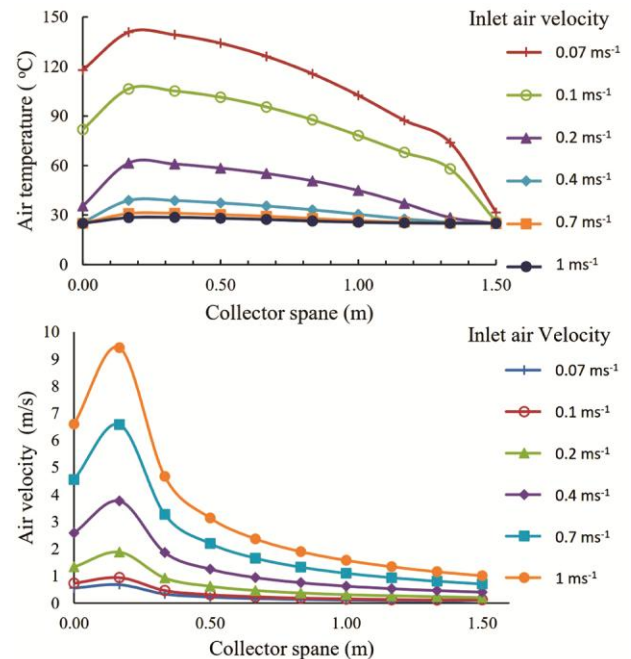 Inlet air velocity
150
120
90
60
30
0
Air temperature ( °C)
0.07 ms⁻¹
0.1 ms⁻¹
0.2 ms⁻¹
0.4 ms⁻¹
0.7 ms⁻¹
1 ms⁻¹
0.00 0.50 1.00 1.50
Collector spane (m)
Inlet air Velocity
10
9
8
7
6
5
4
3
2
1
0
Air velocity (m/s)
0.07 ms⁻¹
0.1 ms⁻¹
0.2 ms⁻¹
0.4 ms⁻¹
0.7 ms⁻¹
1 ms⁻¹
0.00 0.50 1.00 1.50
Collector spane (m)